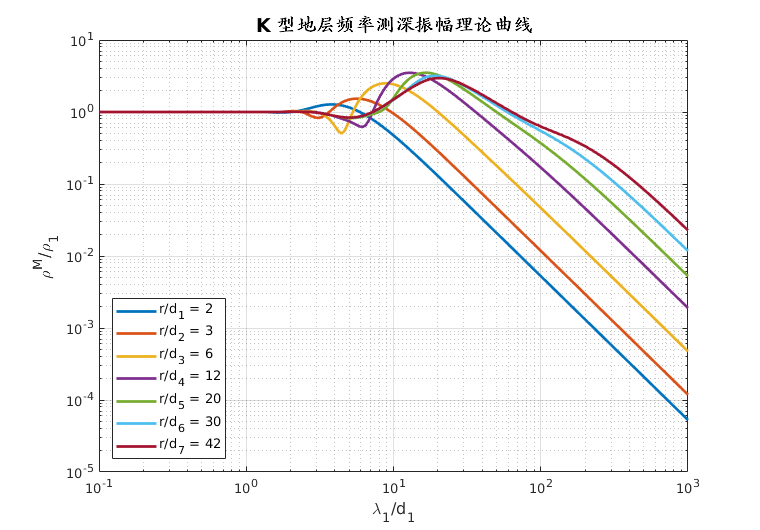 K 型地层频率测深振幅理论曲线
10^1
10^0
10^-1
10^-2
10^-3
10^-4
10^-5
ρ^M/ρ_1
r/d_1 = 2
r/d_2 = 3
r/d_3 = 6
r/d_4 = 12
r/d_5 = 20
r/d_6 = 30
r/d_7 = 42
10^-1 10^0 10^1 10^2 10^3
λ_1/d_1